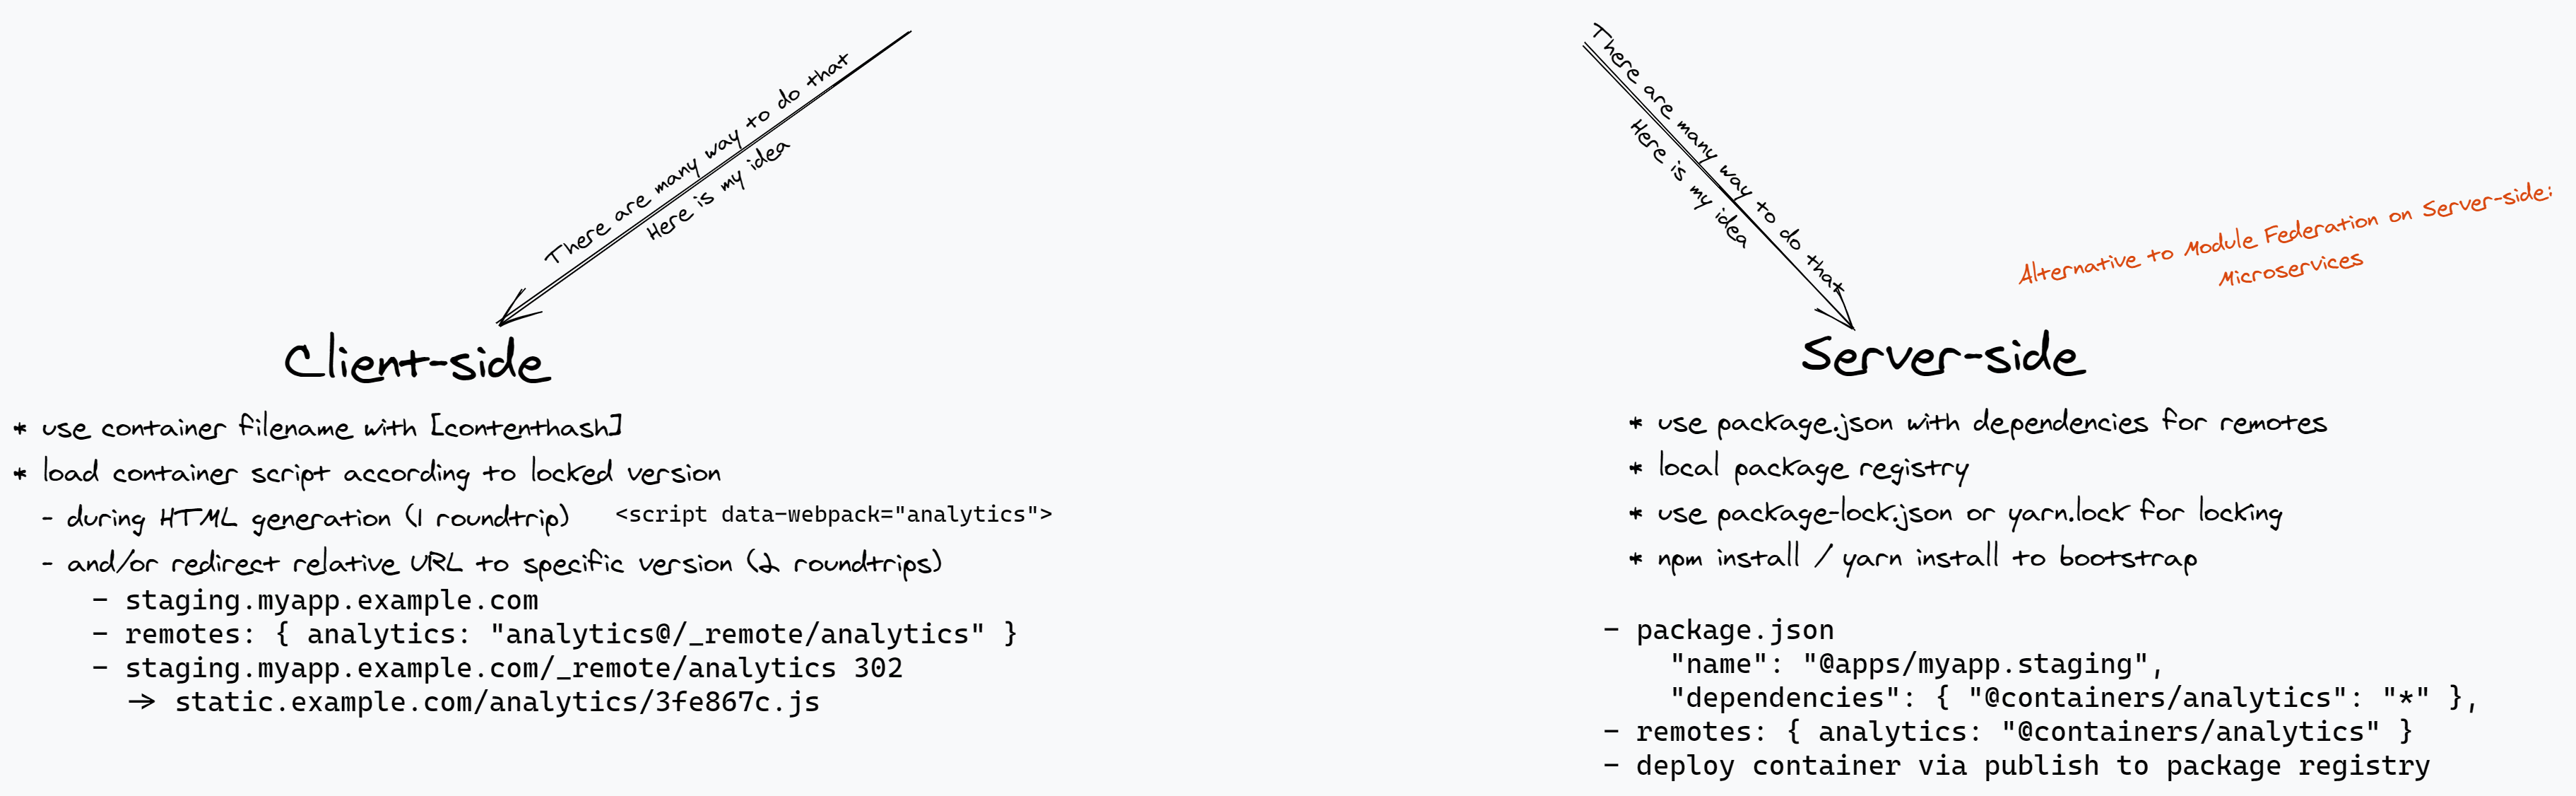 There are many way to do that
Here is my idea
There are many way to do that
Here is my idea
Alternative to Module Federation on Server-side:
Microservices
Client-side
* use container filename with [contenthash]
* load container script according to locked version
- during HTML generation (1 roundtrip) <script data-webpack="analytics">
- and/or redirect relative URL to specific version (2 roundtrips)
- staging.myapp.example.com
- remotes: { analytics: "analytics@/_remote/analytics" }
- staging.myapp.example.com/_remote/analytics 302
-> static.example.com/analytics/3fe867c.js
Server-side
* use package.json with dependencies for remotes
* local package registry
* use package-lock.json or yarn.lock for locking
* npm install / yarn install to bootstrap
- package.json
"name": "@apps/myapp.staging",
"dependencies": { "@containers/analytics": "*" },
- remotes: { analytics: "@containers/analytics" }
- deploy container via publish to package registry